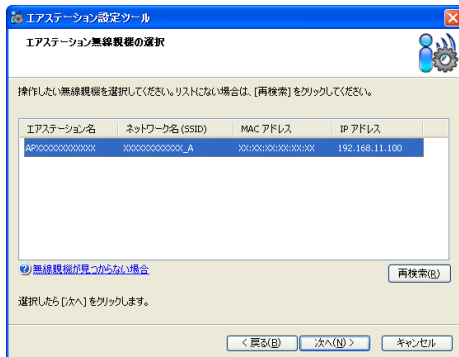 エアステーション設定ツール
エアステーション無線親機の選択
操作したい無線親機を選択してください。リストにない場合は、[再検索]をクリックしてください。
エアステーション名 ネットワーク名(SSID) MAC アドレス IP アドレス
APXXXXXXXXXXXX XXXXXXXXXXXX_A XX:XX:XX:XX:XX:XX 192.168.11.100
無線親機が見つからない場合
再検索(R)
選択したら[次へ]をクリックします。
< 戻る(B) 次へ(N) > キャンセル